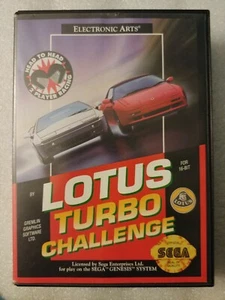 ELECTRONIC ARTS®
HEAD TO HEAD
2 PLAYER RACING
BY
GREMLIN
GRAPHICS
SOFTWARE
LTD.
LOTUS
TURBO
CHALLENGE
FOR
16-BIT
LOTUS
SEGA
Licensed by Sega Enterprises Ltd.
for play on the SEGA™ GENESIS™ SYSTEM